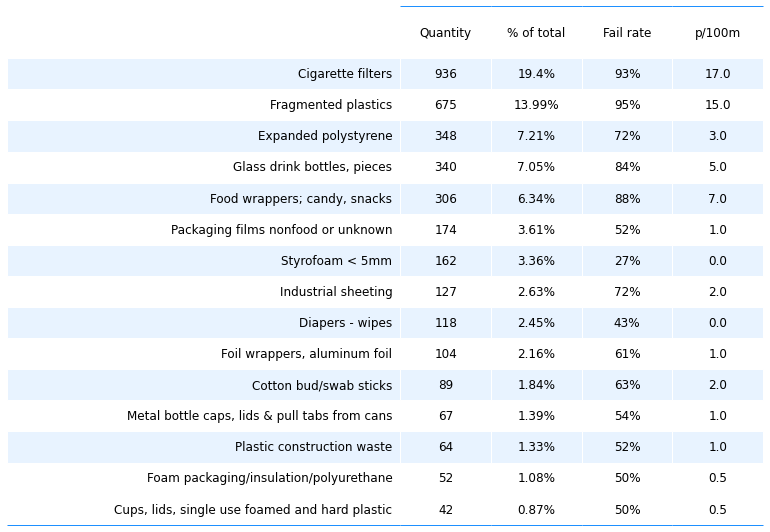 Quantity % of total Fail rate p/100m
Cigarette filters 936 19.4% 93% 17.0
Fragmented plastics 675 13.99% 95% 15.0
Expanded polystyrene 348 7.21% 72% 3.0
Glass drink bottles, pieces 340 7.05% 84% 5.0
Food wrappers; candy, snacks 306 6.34% 88% 7.0
Packaging films nonfood or unknown 174 3.61% 52% 1.0
Styrofoam < 5mm 162 3.36% 27% 0.0
Industrial sheeting 127 2.63% 72% 2.0
Diapers - wipes 118 2.45% 43% 0.0
Foil wrappers, aluminum foil 104 2.16% 61% 1.0
Cotton bud/swab sticks 89 1.84% 63% 2.0
Metal bottle caps, lids & pull tabs from cans 67 1.39% 54% 1.0
Plastic construction waste 64 1.33% 52% 1.0
Foam packaging/insulation/polyurethane 52 1.08% 50% 0.5
Cups, lids, single use foamed and hard plastic 42 0.87% 50% 0.5